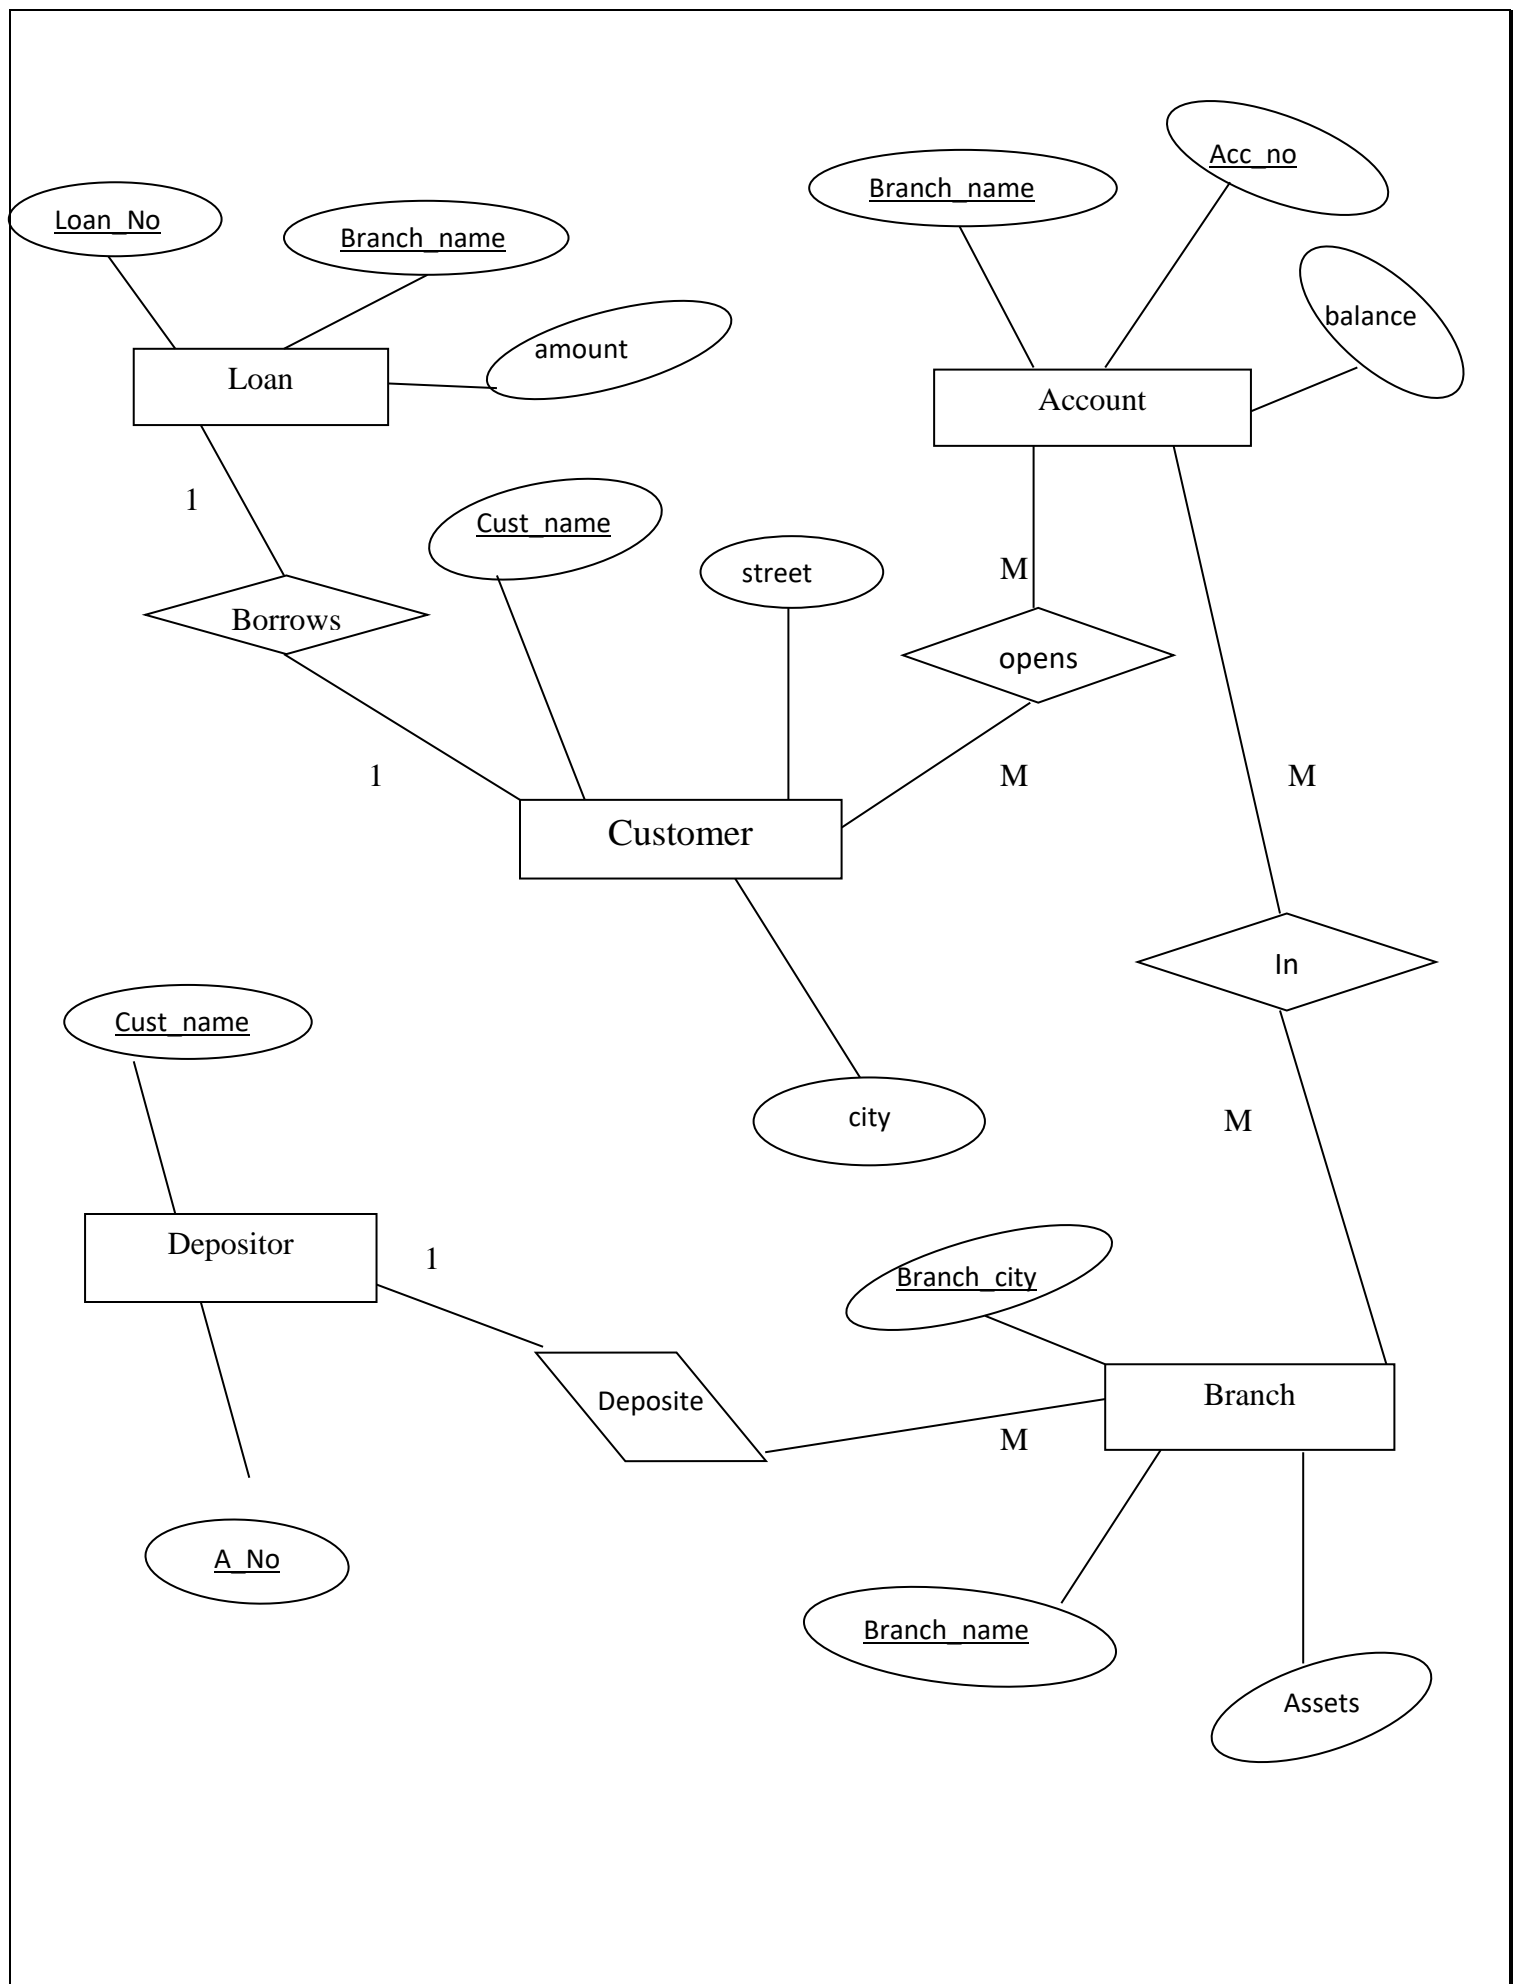 Acc_no
Branch_name
Loan_No
Branch_name
balance
amount
Loan
Account
1
Cust_name
street
M
Borrows
opens
1
M
M
Customer
In
Cust_name
city
M
Depositor
1
Branch_city
Branch
Deposite
M
A_No
Branch_name
Assets